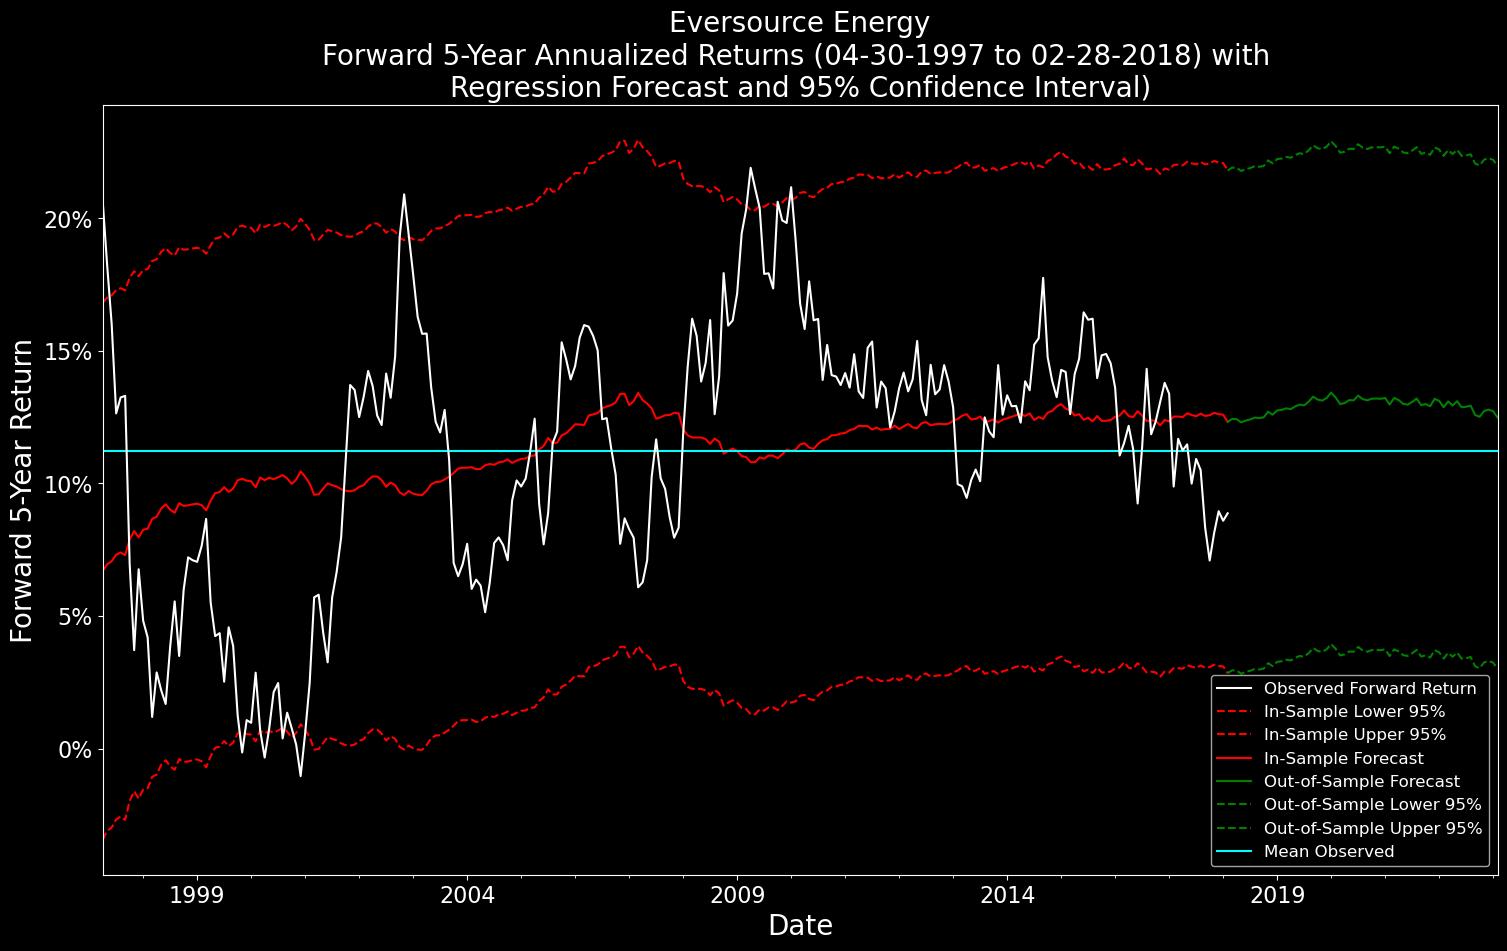 Eversource Energy
Forward 5-Year Annualized Returns (04-30-1997 to 02-28-2018) with
Regression Forecast and 95% Confidence Interval)
Forward 5-Year Return
20%
15%
10%
5%
0%
Observed Forward Return
In-Sample Lower 95%
In-Sample Upper 95%
In-Sample Forecast
Out-of-Sample Forecast
Out-of-Sample Lower 95%
Out-of-Sample Upper 95%
Mean Observed
1999 2004 2009 2014 2019
Date